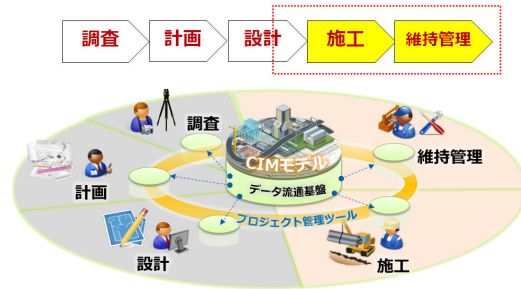 調査
計画
設計
施工
維持管理
調査
CIMモデル
維持管理
データ流通基盤
計画
プロジェクト管理ツール
設計
施工